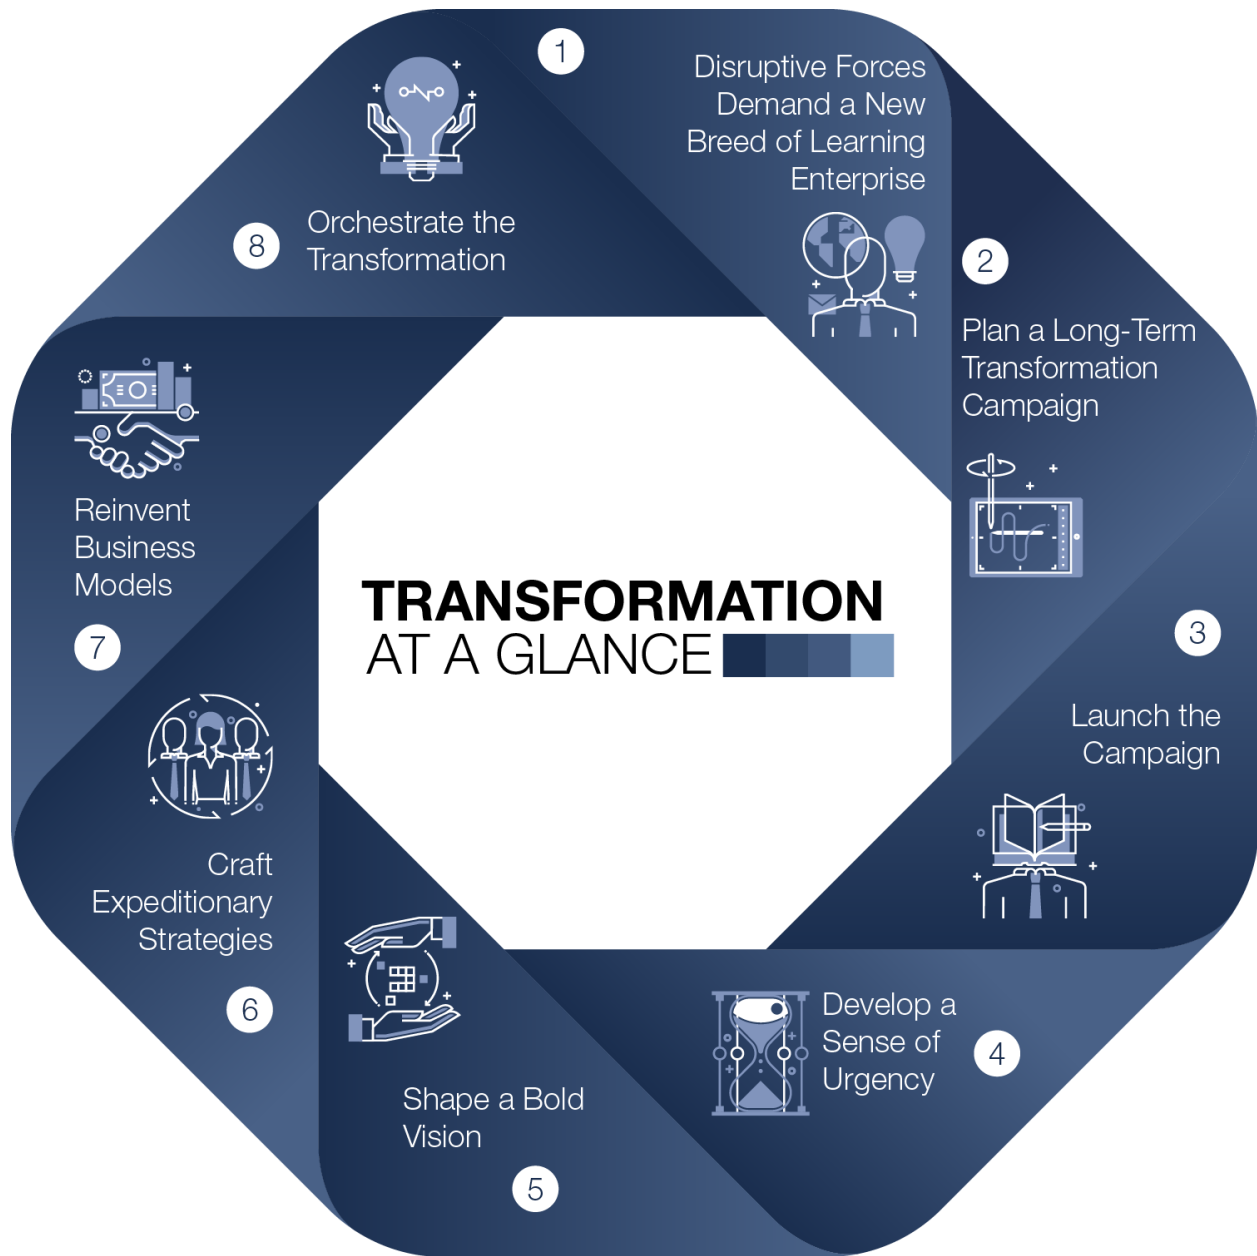 TRANSFORMATION
AT A GLANCE
1
Disruptive Forces
Demand a New
Breed of Learning
Enterprise
2
Plan a Long-Term
Transformation
Campaign
3
Launch the
Campaign
4
Develop a
Sense of
Urgency
5
Shape a Bold
Vision
6
Craft
Expeditionary
Strategies
7
Reinvent
Business
Models
8
Orchestrate the
Transformation